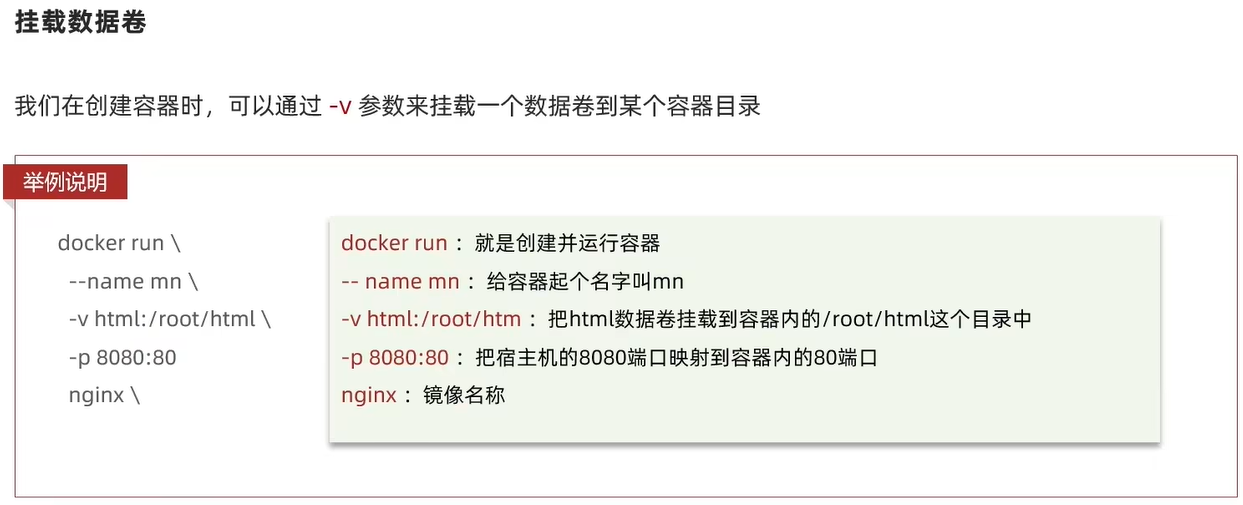 挂载数据卷
我们在创建容器时，可以通过 -v 参数来挂载一个数据卷到某个容器目录
举例说明
docker run \
--name mn \
-v html:/root/html \
-p 8080:80
nginx \
docker run ： 就是创建并运行容器
-- name mn ： 给容器起个名字叫mn
-v html:/root/htm ： 把html数据卷挂载到容器内的/root/html这个目录中
-p 8080:80 ： 把宿主机的8080端口映射到容器内的80端口
nginx ： 镜像名称